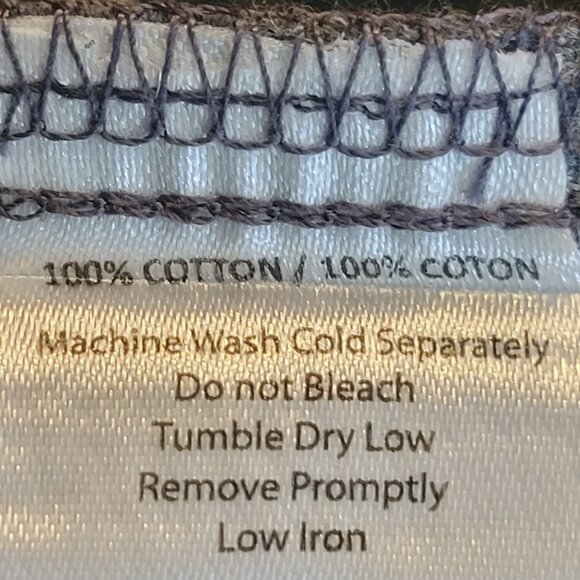 100% COTTON / 100% COTON
Machine Wash Cold Separately
Do not Bleach
Tumble Dry Low
Remove Promptly
Low Iron